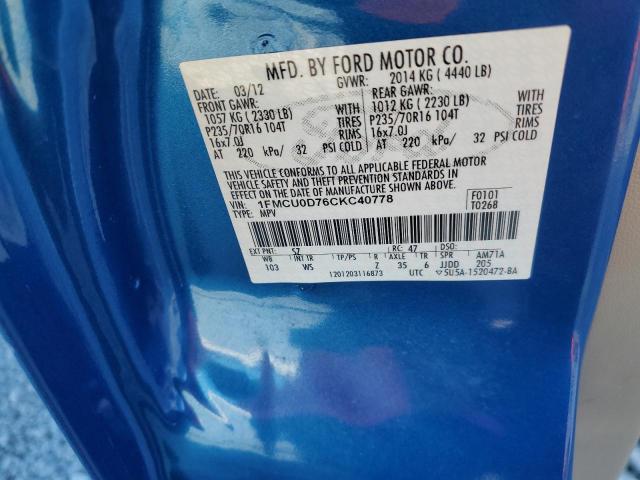 MFD. BY FORD MOTOR CO.
DATE: 03/12 GVWR: 2014 KG ( 4440 LB)
FRONT GAWR: REAR GAWR:
1057 KG ( 2330 LB) WITH 1012 KG ( 2230 LB) WITH
P235/70R16 104T TIRES P235/70R16 104T TIRES
16x7.0J RIMS 16x7.0J RIMS
AT 220 kPa/ 32 PSI COLD AT 220 kPa/ 32 PSI COLD
THIS VEHICLE CONFORMS TO ALL APPLICABLE FEDERAL MOTOR
VEHICLE SAFETY AND THEFT PREVENTION STANDARDS IN
EFFECT ON THE DATE OF MANUFACTURE SHOWN ABOVE.
VIN: 1FMCU0D76CKC40778 F0101
TYPE: MPV T0268
EXT PNT: SZ RC: 47 DSO:
WB INT TR TP/PS R AXLE TR SPR AM71A
103 WS 7 35 6 JJDD 205
1201203116873 UTC 5U5A-1520472-BA